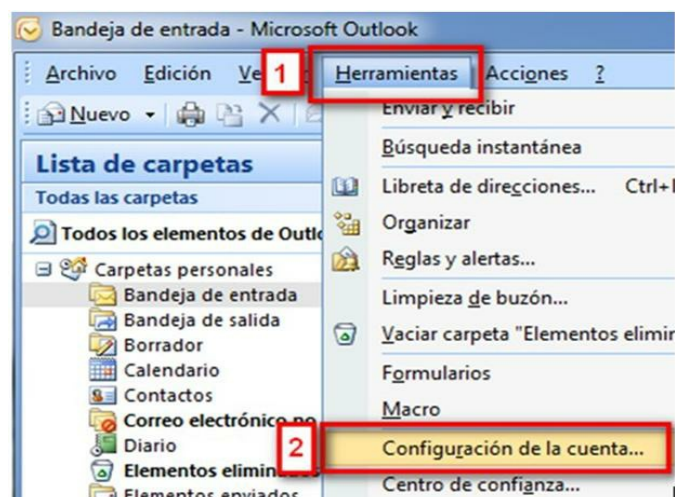 Bandeja de entrada - Microsoft Outlook
Archivo Edición Ve 1 Herramientas Acciones ?
Nuevo
Enviar y recibir
Búsqueda instantánea
Libreta de direcciones... Ctrl+
Organizar
Reglas y alertas...
Limpieza de buzón...
Vaciar carpeta "Elementos elimin
Formularios
Macro
2 Configuración de la cuenta...
Centro de confianza...
Lista de carpetas
Todas las carpetas
Todos los elementos de Outlo
Carpetas personales
Bandeja de entrada
Bandeja de salida
Borrador
Calendario
Contactos
Correo electrónico no
Diario
Elementos eliminados
Elementos enviados